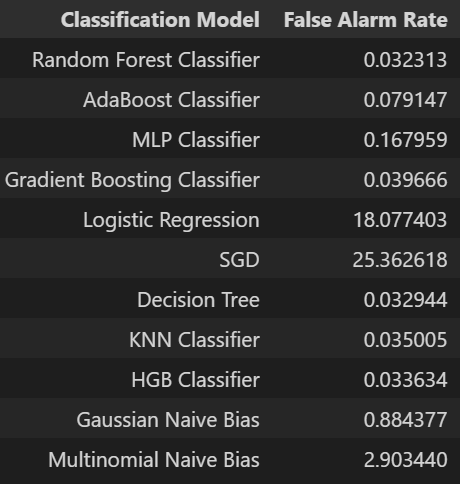 Classification Model False Alarm Rate
Random Forest Classifier 0.032313
AdaBoost Classifier 0.079147
MLP Classifier 0.167959
Gradient Boosting Classifier 0.039666
Logistic Regression 18.077403
SGD 25.362618
Decision Tree 0.032944
KNN Classifier 0.035005
HGB Classifier 0.033634
Gaussian Naive Bias 0.884377
Multinomial Naive Bias 2.903440